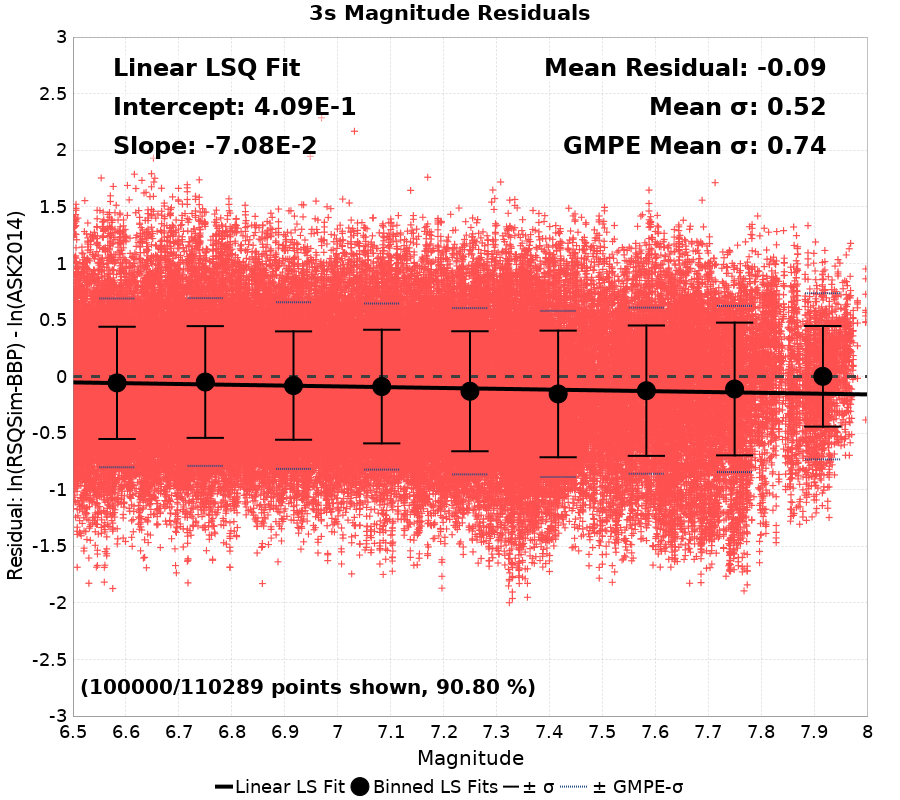 3s Magnitude Residuals
Linear LSQ Fit
Intercept: 4.09E-1
Slope: -7.08E-2
Mean Residual: -0.09
Mean σ: 0.52
GMPE Mean σ: 0.74
Residual: ln(RSQSim-BBP) - ln(ASK2014)
3
2.5
2
1.5
1
0.5
0
-0.5
-1
-1.5
-2
-2.5
-3
(100000/110289 points shown, 90.80 %)
6.5 6.6 6.7 6.8 6.9 7 7.1 7.2 7.3 7.4 7.5 7.6 7.7 7.8 7.9 8
Magnitude
Linear LS Fit Binned LS Fits ± σ ± GMPE-σ